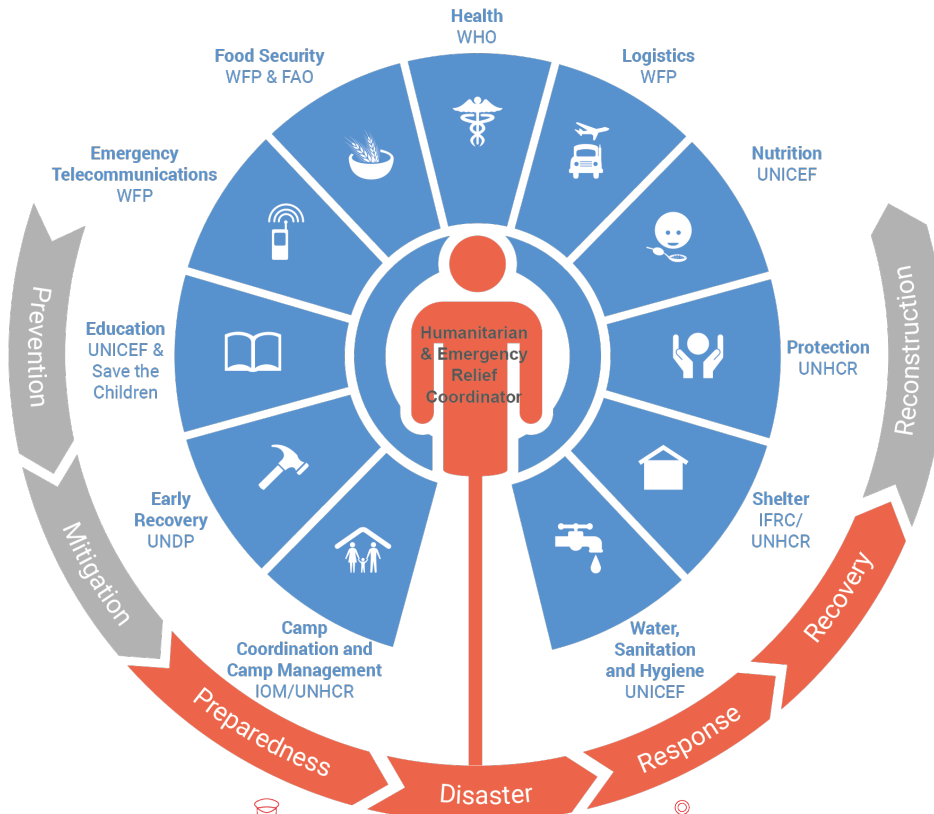 Health
WHO
Food Security
WFP & FAO
Logistics
WFP
Emergency
Telecommunications
WFP
Nutrition
UNICEF
Education
UNICEF &
Save the
Children
Humanitarian
& Emergency
Relief
Coordinator
Protection
UNHCR
Early
Recovery
UNDP
Shelter
IFRC/
UNHCR
Camp
Coordination and
Camp Management
IOM/UNHCR
Water,
Sanitation
and Hygiene
UNICEF
Prevention
Mitigation
Preparedness
Disaster
Response
Recovery
Reconstruction